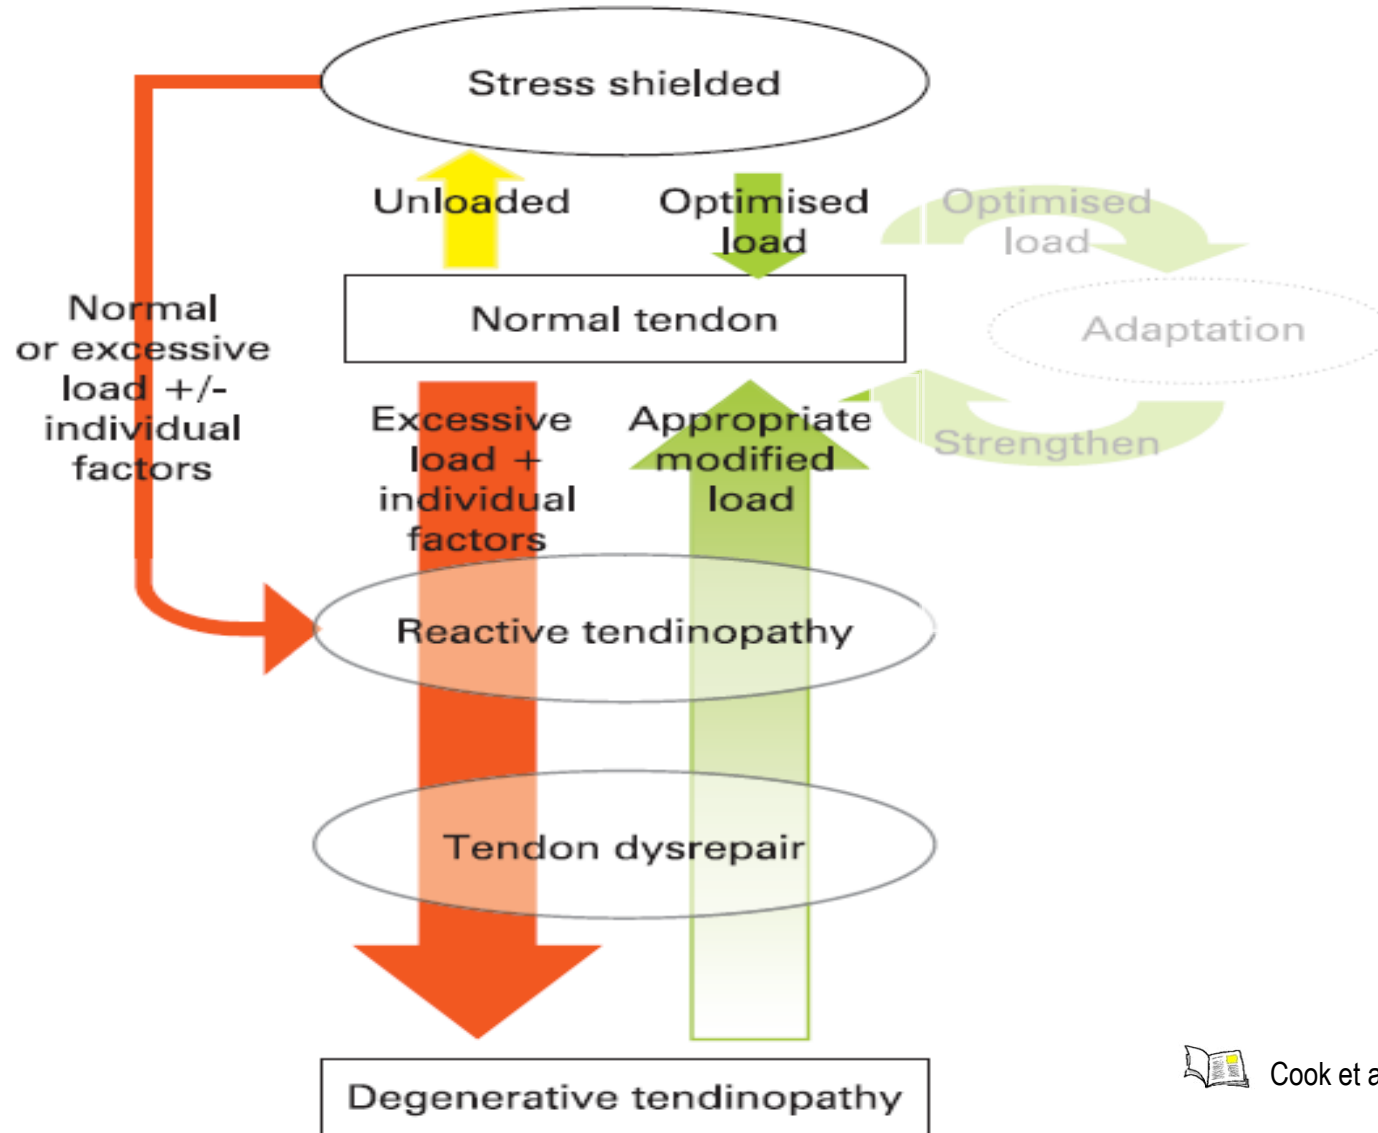 Stress shielded
Unloaded
Optimised
load
Optimised
load
Normal
or excessive
load +/-
individual
factors
Normal tendon
Adaptation
Excessive
load +
individual
factors
Appropriate
modified
load
Strengthen
Reactive tendinopathy
Tendon dysrepair
Degenerative tendinopathy
Cook et a